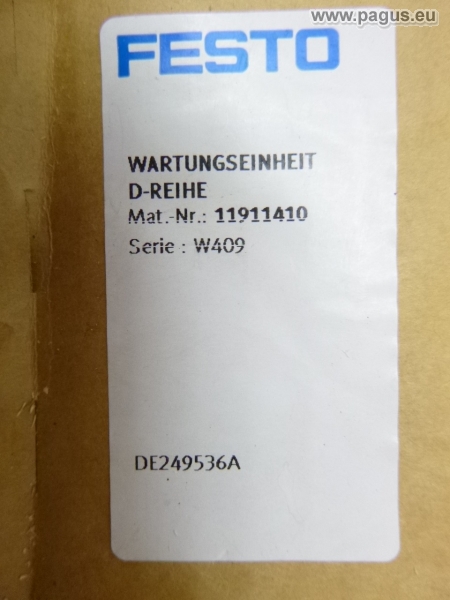 www.pagus.eu
FESTO
WARTUNGSEINHEIT
D-REIHE
Mat.-Nr.: 11911410
Serie : W409
DE249536A